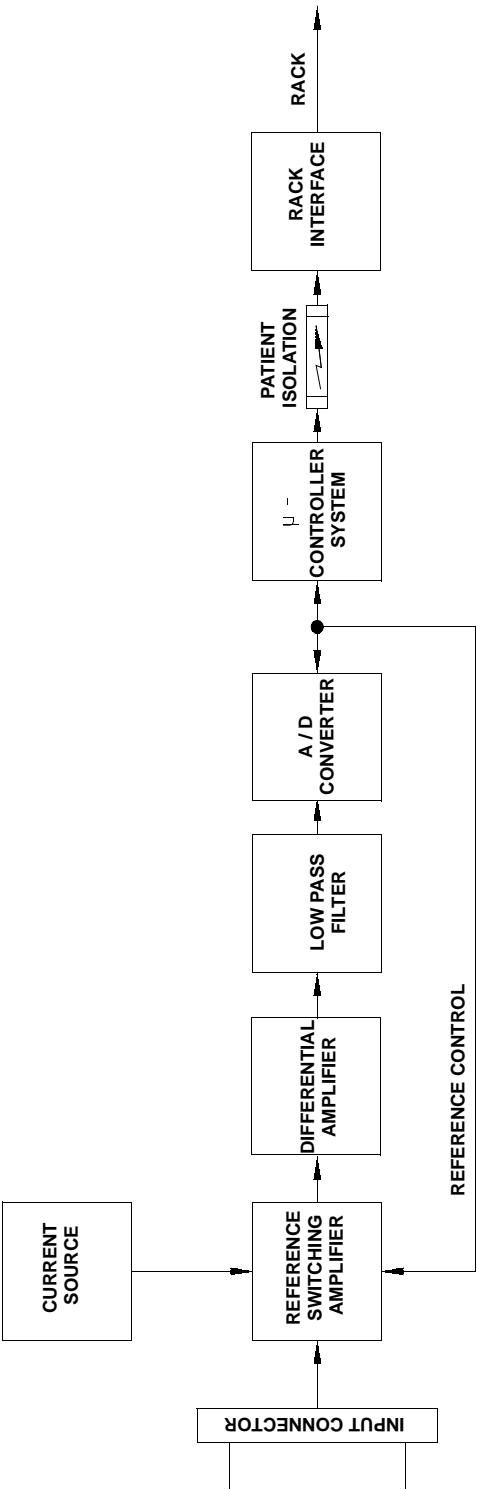 CURRENT
SOURCE
INPUT CONNECTOR
REFERENCE
SWITCHING
AMPLIFIER
DIFFERENTIAL
AMPLIFIER
LOW PASS
FILTER
A / D
CONVERTER
μ -
CONTROLLER
SYSTEM
PATIENT
ISOLATION
RACK
INTERFACE
RACK
REFERENCE CONTROL